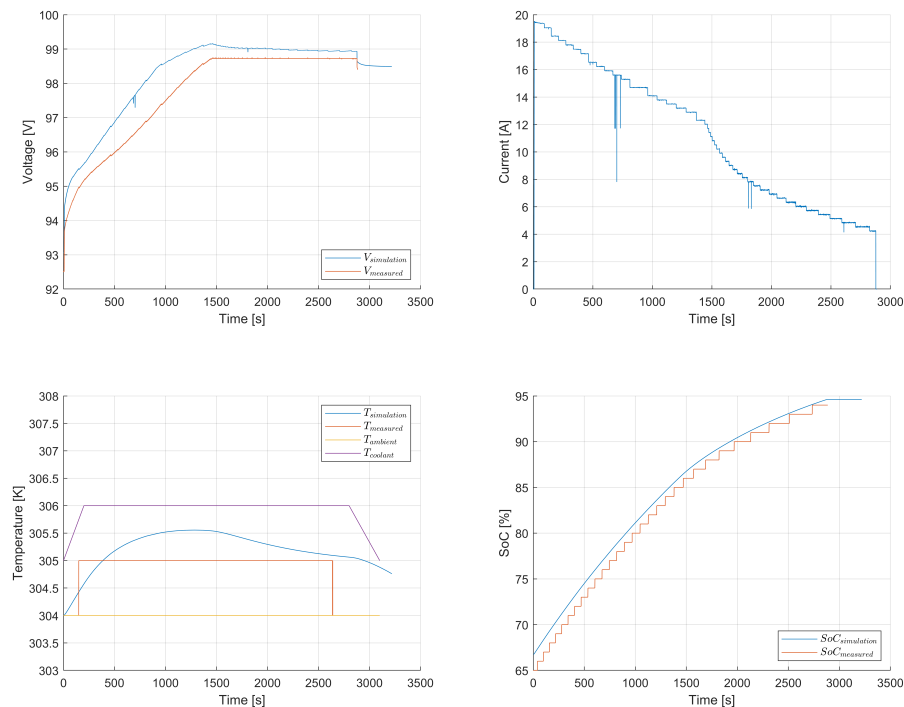 100
99
98
97
96
95
94
93
92
Voltage [V]
0 500 1000 1500 2000 2500 3000 3500
Time [s]
V_simulation
V_measured
20
18
16
14
12
10
8
6
4
2
0
Current [A]
0 500 1000 1500 2000 2500 3000
Time [s]
308
307.5
307
306.5
306
305.5
305
304.5
304
303.5
303
Temperature [K]
0 500 1000 1500 2000 2500 3000 3500
Time [s]
T_simulation
T_measured
T_ambient
T_coolant
95
90
85
80
75
70
65
SoC [%]
0 500 1000 1500 2000 2500 3000 3500
Time [s]
SoC_simulation
SoC_measured